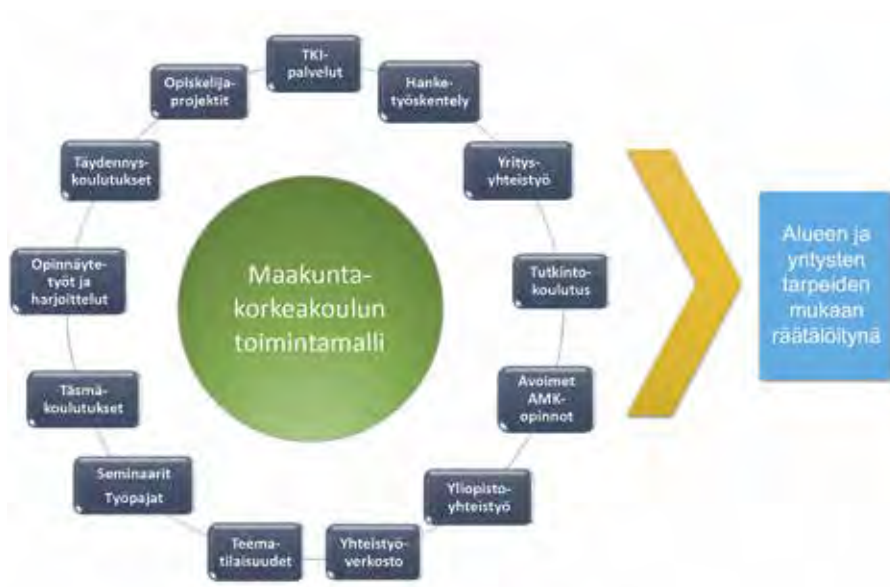 TKI-
palvelut
Hanke-
työskentely
Yritys-
yhteistyö
Tutkinto-
koulutus
Avoimet
AMK-
opinnot
Yliopisto-
yhteistyö
Yhteistyö-
verkosto
Teema-
tilaisuudet
Seminaarit
Työpajat
Täsmä-
koulutukset
Opinnäyte-
työt ja
harjoittelut
Täydennys-
koulutukset
Opiskelija-
projektit
Maakunta-
korkeakoulun
toimintamalli
Alueen ja
yritysten
tarpeiden
mukaan
räätälöitynä